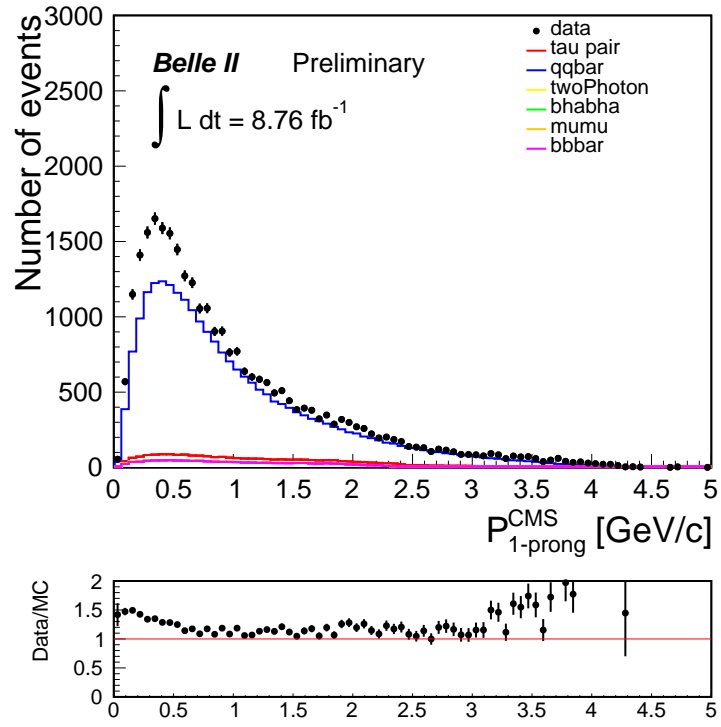 3000
2500
2000
1500
1000
500
0
Number of events
Belle II Preliminary
∫ L dt = 8.76 fb⁻¹
data
tau pair
qqbar
twoPhoton
bhabha
mumu
bbbar
0 0.5 1 1.5 2 2.5 3 3.5 4 4.5 5
P^CMS_1-prong [GeV/c]
Data/MC
2
1.5
1
0.5
0
0 0.5 1 1.5 2 2.5 3 3.5 4 4.5 5